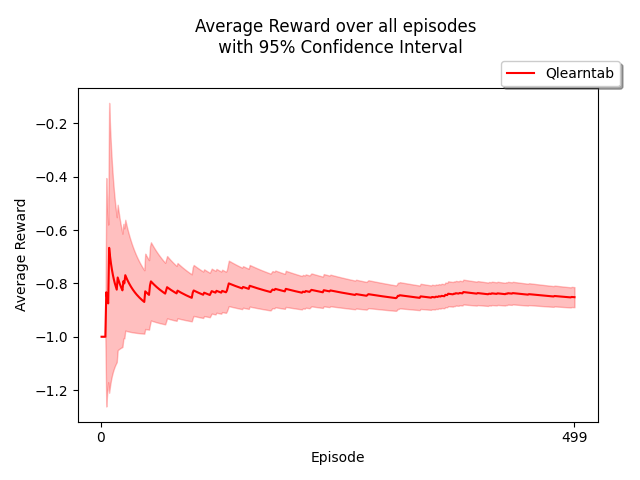 Average Reward over all episodes
with 95% Confidence Interval
Qlearntab
−0.2
−0.4
−0.6
−0.8
−1.0
−1.2
Average Reward
0
499
Episode